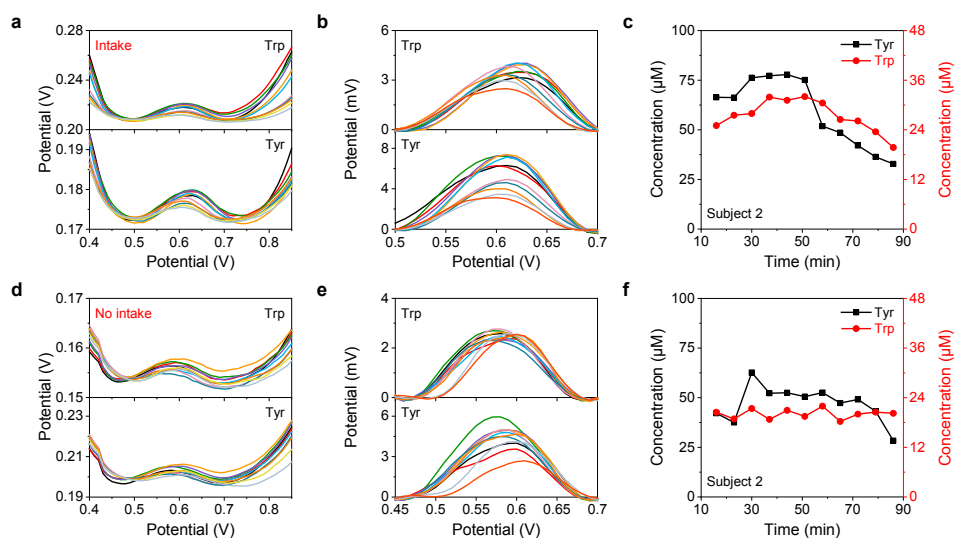 a
Intake
Trp
0.28
0.24
0.20
Tyr
0.19
0.18
0.17
Potential (V)
0.4 0.5 0.6 0.7 0.8
Potential (V)
b
Trp
6
4
2
0
Tyr
8
4
0
Potential (mV)
0.5 0.55 0.6 0.65 0.7
Potential (V)
c
Tyr
Trp
100
75
50
25
0
Concentration (µM)
48
36
24
12
0
Concentration (µM)
Subject 2
10 30 50 70 90
Time (min)
d
No intake
Trp
0.17
0.16
0.15
Tyr
0.23
0.21
0.19
Potential (V)
0.4 0.5 0.6 0.7 0.8
Potential (V)
e
Trp
4
2
0
Tyr
6
4
2
0
Potential (mV)
0.45 0.5 0.55 0.6 0.65 0.7
Potential (V)
f
Tyr
Trp
100
75
50
25
0
Concentration (µM)
48
36
24
12
0
Concentration (µM)
Subject 2
10 30 50 70 90
Time (min)